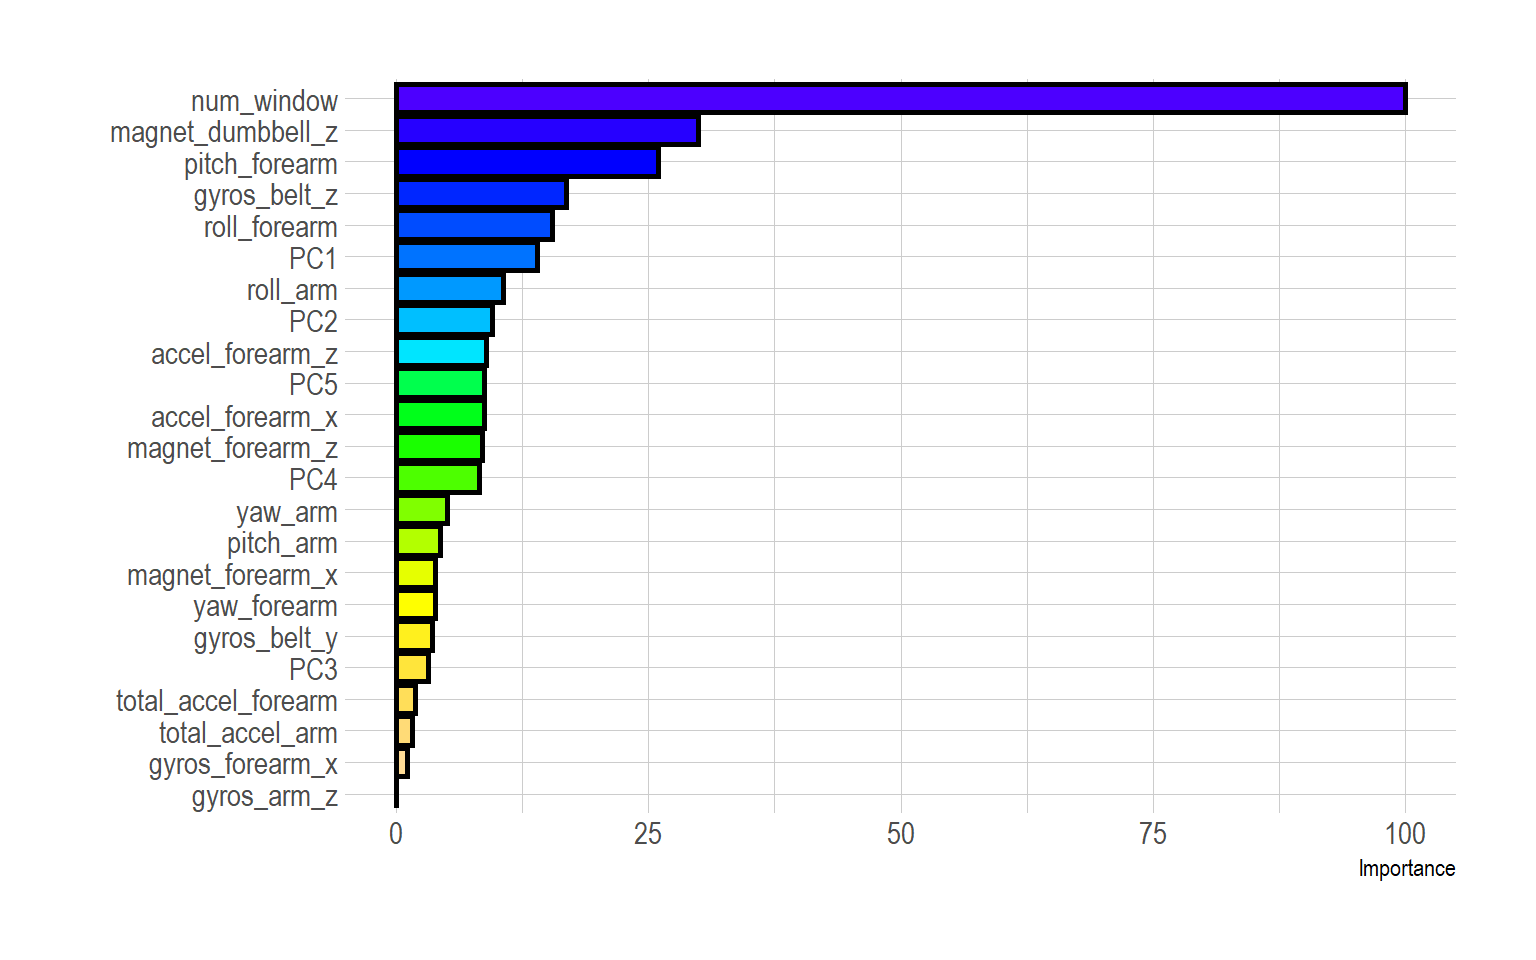 num_window
magnet_dumbbell_z
pitch_forearm
gyros_belt_z
roll_forearm
PC1
roll_arm
PC2
accel_forearm_z
PC5
accel_forearm_x
magnet_forearm_z
PC4
yaw_arm
pitch_arm
magnet_forearm_x
yaw_forearm
gyros_belt_y
PC3
total_accel_forearm
total_accel_arm
gyros_forearm_x
gyros_arm_z
0 25 50 75 100
Importance